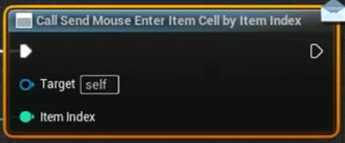 Call Send Mouse Enter Item Cell by Item Index
Target self
Item Index